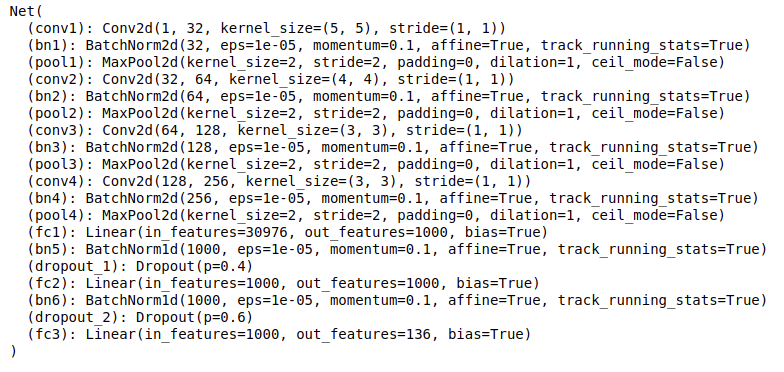 Net(
  (conv1): Conv2d(1, 32, kernel_size=(5, 5), stride=(1, 1))
  (bn1): BatchNorm2d(32, eps=1e-05, momentum=0.1, affine=True, track_running_stats=True)
  (pool1): MaxPool2d(kernel_size=2, stride=2, padding=0, dilation=1, ceil_mode=False)
  (conv2): Conv2d(32, 64, kernel_size=(4, 4), stride=(1, 1))
  (bn2): BatchNorm2d(64, eps=1e-05, momentum=0.1, affine=True, track_running_stats=True)
  (pool2): MaxPool2d(kernel_size=2, stride=2, padding=0, dilation=1, ceil_mode=False)
  (conv3): Conv2d(64, 128, kernel_size=(3, 3), stride=(1, 1))
  (bn3): BatchNorm2d(128, eps=1e-05, momentum=0.1, affine=True, track_running_stats=True)
  (pool3): MaxPool2d(kernel_size=2, stride=2, padding=0, dilation=1, ceil_mode=False)
  (conv4): Conv2d(128, 256, kernel_size=(3, 3), stride=(1, 1))
  (bn4): BatchNorm2d(256, eps=1e-05, momentum=0.1, affine=True, track_running_stats=True)
  (pool4): MaxPool2d(kernel_size=2, stride=2, padding=0, dilation=1, ceil_mode=False)
  (fc1): Linear(in_features=30976, out_features=1000, bias=True)
  (bn5): BatchNorm1d(1000, eps=1e-05, momentum=0.1, affine=True, track_running_stats=True)
  (dropout_1): Dropout(p=0.4)
  (fc2): Linear(in_features=1000, out_features=1000, bias=True)
  (bn6): BatchNorm1d(1000, eps=1e-05, momentum=0.1, affine=True, track_running_stats=True)
  (dropout_2): Dropout(p=0.6)
  (fc3): Linear(in_features=1000, out_features=136, bias=True)
)